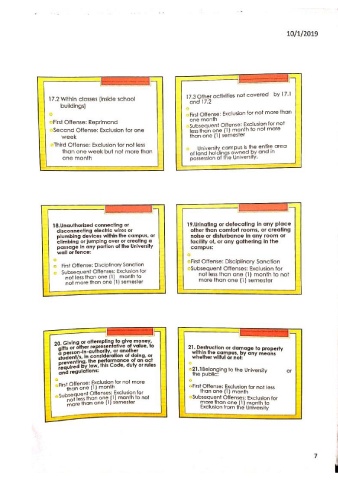 10/1/2019
17.2 Within classes (inside school
buildings)
First Offense: Reprimand
Second Offense: Exclusion for one
week
Third Offense: Exclusion for not less
than one week but not more than
one month
17.3 Other activities not covered by 17.1
and 17.2
First Offense: Exclusion for not more than
one month
Subsequent Offense: Exclusion for not
less than one (1) month to not more
than one (1) semester
University campus is the entire area
of land holdings owned by and in
possession of the University.
18.Unauthorized connecting or
disconnecting electric wires or
plumbing devices within the campus, or
climbing or jumping over or creating a
passage in any portion of the University
wall or fence:
First Offense: Disciplinary Sanction
Subsequent Offenses: Exclusion for
not less than one (1) month to
not more than one (1) semester
19.Urinating or defecating in any place
other than comfort rooms, or creating
noise or disturbance in any room or
facility of, or any gathering in the
campus:
First Offense: Disciplinary Sanction
Subsequent Offenses: Exclusion for
not less than one (1) month to not
more than one (1) semester
20. Giving or attempting to give money,
gifts or other representative of value, to
a person-in-authority, or another
student/s, in consideration of doing, or
preventing, the performance of an act
required by law, this Code, duty or rules
and regulations:
First Offense: Exclusion for not more
than one (1) month
Subsequent Offenses: Exclusion for
not less than one (1) month to not
more than one (1) semester
21. Destruction or damage to property
within the campus, by any means
whether wilful or not:
21.1Belonging to the University or
the public:
First Offense: Exclusion for not less
than one (1) month
Subsequent Offenses: Exclusion for
more than one (1) month to
Exclusion from the University
7